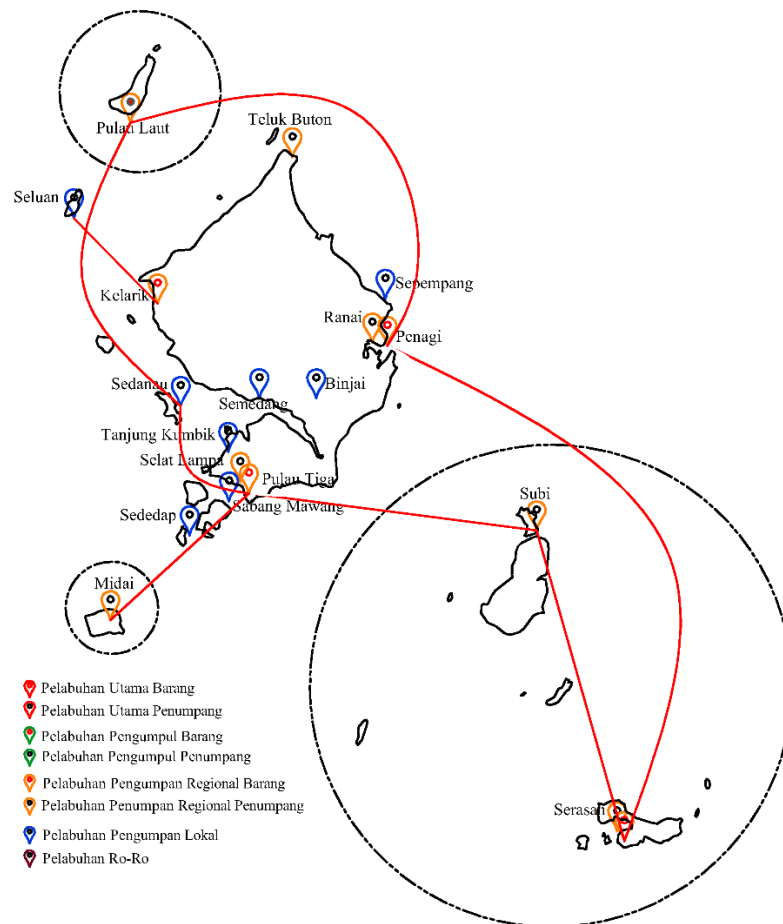 Pulau Laut
Teluk Buton
Seluan
Kelarik
Sepempang
Ranai
Penagi
Sedanau
Semedang
Binjai
Tanjung Kumbik
Selat Lampa
Pulau Tiga
Sabang Mawang
Sededap
Subi
Midai
Serasan
Pelabuhan Utama Barang
Pelabuhan Utama Penumpang
Pelabuhan Pengumpul Barang
Pelabuhan Pengumpul Penumpang
Pelabuhan Pengumpan Regional Barang
Pelabuhan Penumpan Regional Penumpang
Pelabuhan Pengumpan Lokal
Pelabuhan Ro-Ro